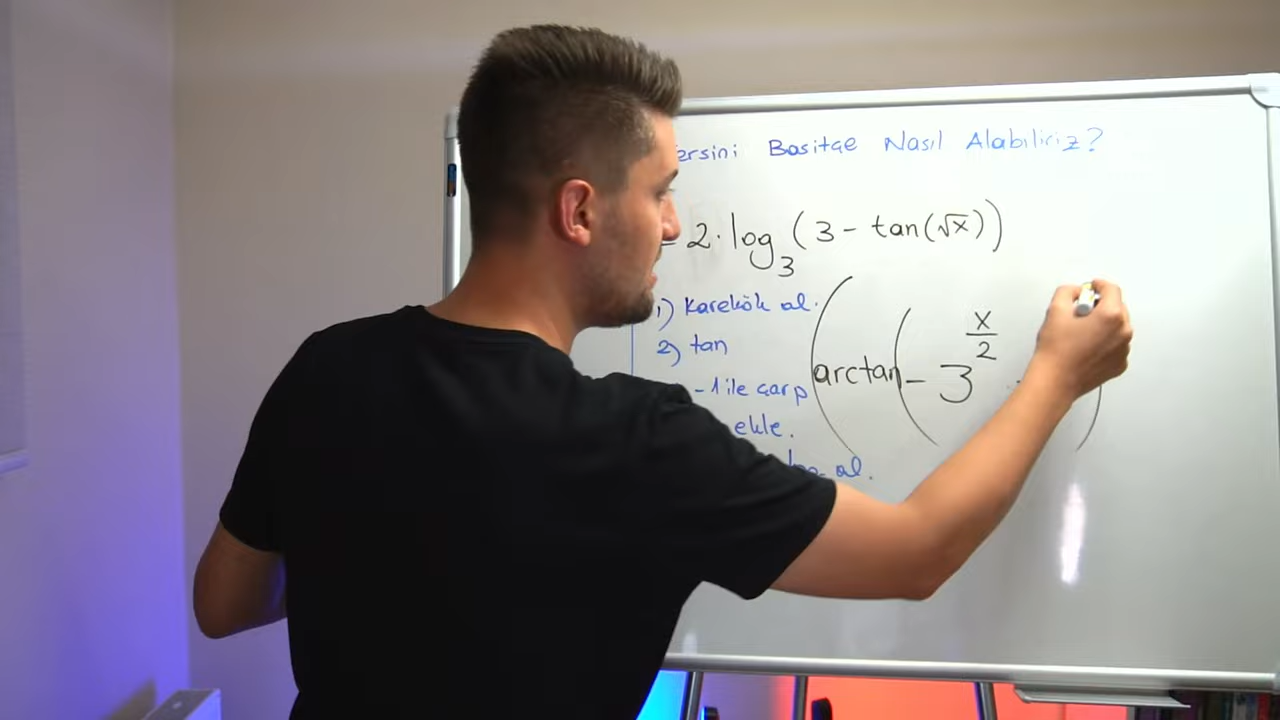 Basitçe Nasıl Alabiliriz?
= 2·log₃(3 - tan(√x))
1) Karekök al.
2) tan
-1 ile çarp
ekle.
al.
(arctan(-3^(x/2)